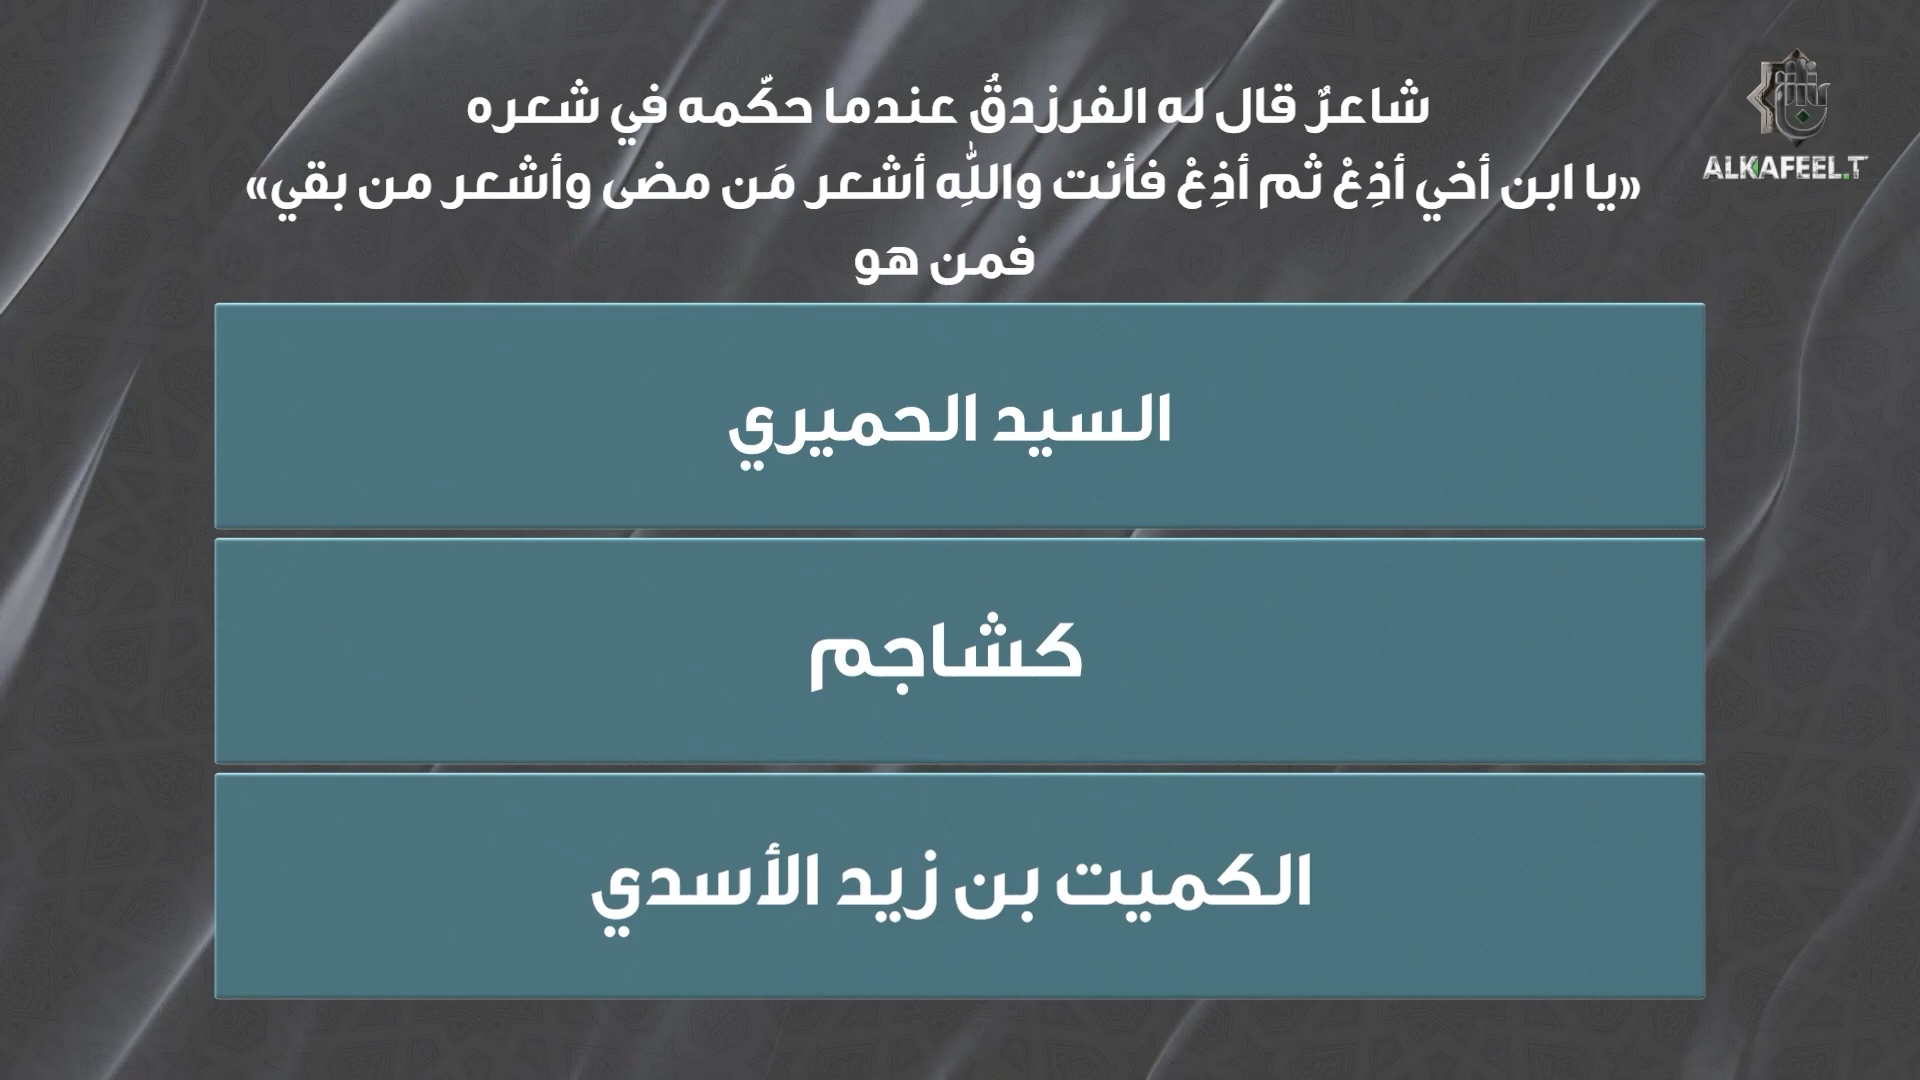 شاعرٌ قال له الفرزدقُ عندما حكّمه في شعره
«يا ابن أخي أذِعْ ثم أذِعْ فأنت واللهِ أشعر مَن مضى وأشعر من بقي»
فمن هو
السيد الحميري
كشاجم
الكميت بن زيد الأسدي
ALKAFEEL.T